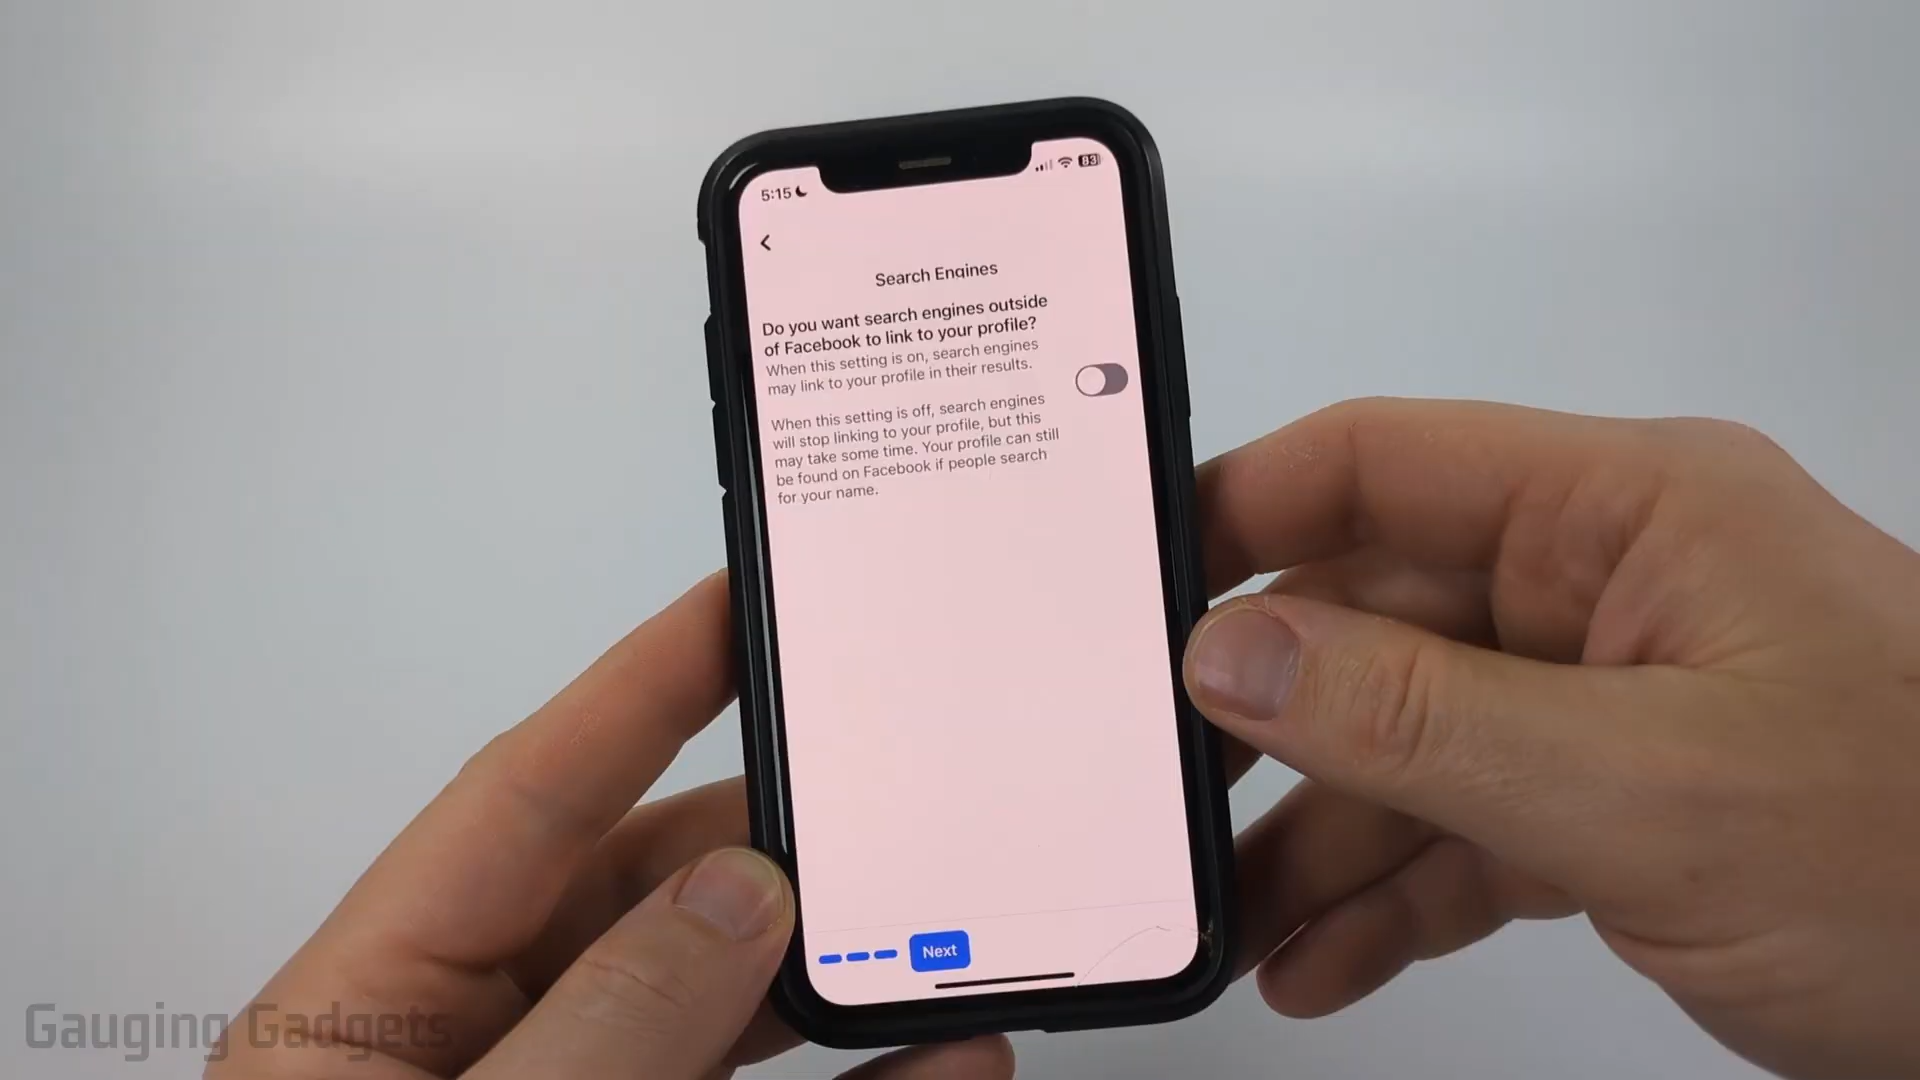 5:15
83
Search Engines
Do you want search engines outside
of Facebook to link to your profile?
When this setting is on, search engines
may link to your profile in their results.
When this setting is off, search engines
will stop linking to your profile, but this
may take some time. Your profile can still
be found on Facebook if people search
for your name.
Next
Gauging Gadgets